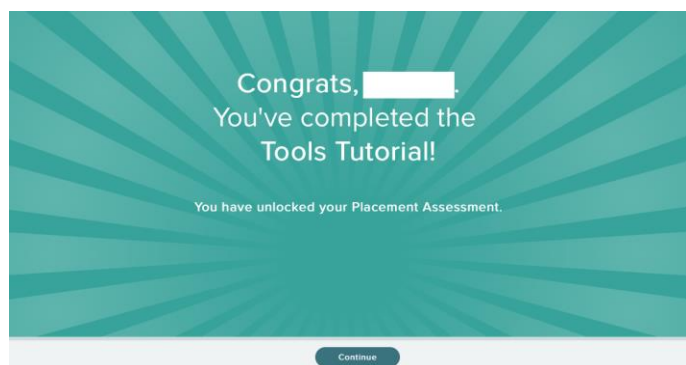 Congrats, .
You've completed the
Tools Tutorial!
You have unlocked your Placement Assessment.
Continue